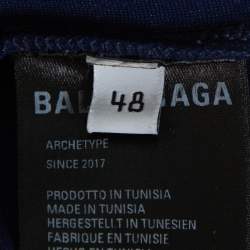 48
BAL AGA
ARCHETYPE
SINCE 2017
PRODOTTO IN TUNISIA
MADE IN TUNISIA
HERGESTELLT IN TUNESIEN
FABRIQUE EN TUNISIE